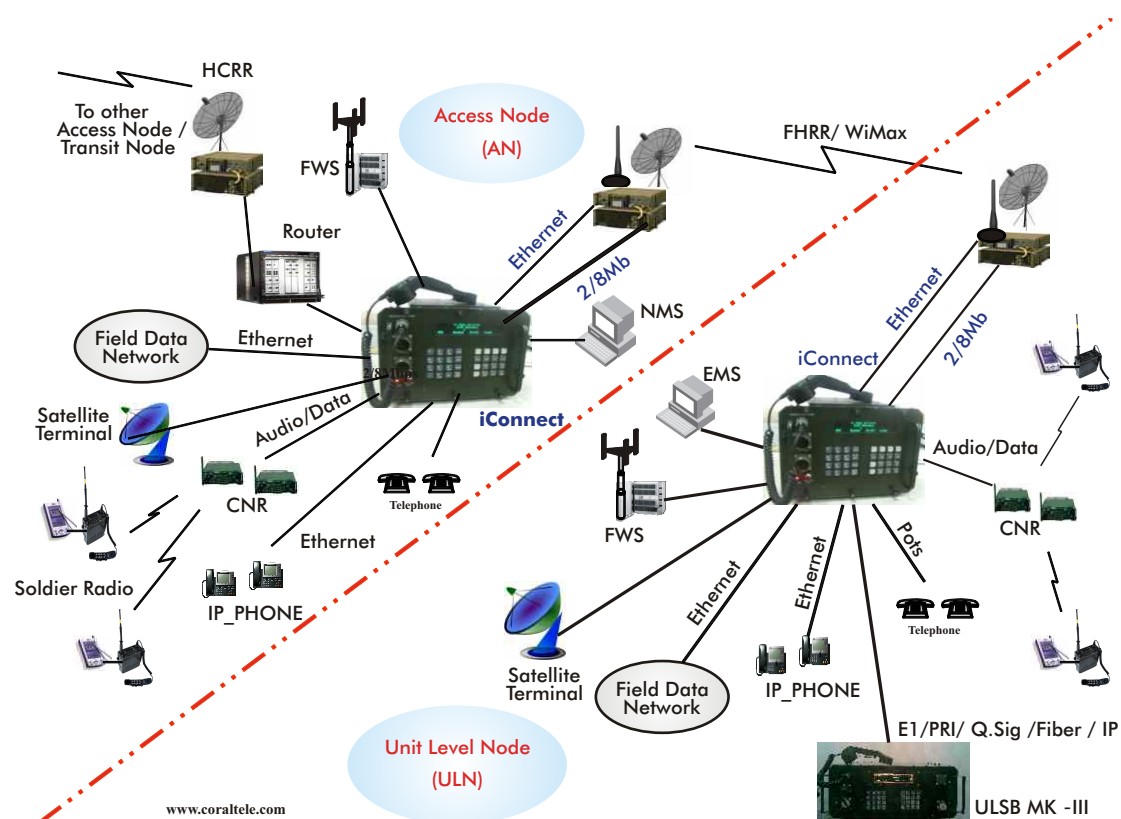 HCRR
To other
Access Node /
Transit Node
FWS
Access Node
(AN)
FHRR/ WiMax
Router
Ethernet
2/8Mb
NMS
Field Data
Network
Ethernet
2/8Mbps
iConnect
Satellite
Terminal
Audio/Data
CNR
Telephone
Ethernet
Soldier Radio
IP_PHONE
Ethernet
2/8Mb
iConnect
EMS
Audio/Data
FWS
CNR
Pots
Ethernet
Ethernet
Telephone
Satellite
Terminal
Field Data
Network
IP_PHONE
E1/PRI/ Q.Sig /Fiber / IP
Unit Level Node
(ULN)
ULSB MK -III
www.coraltele.com